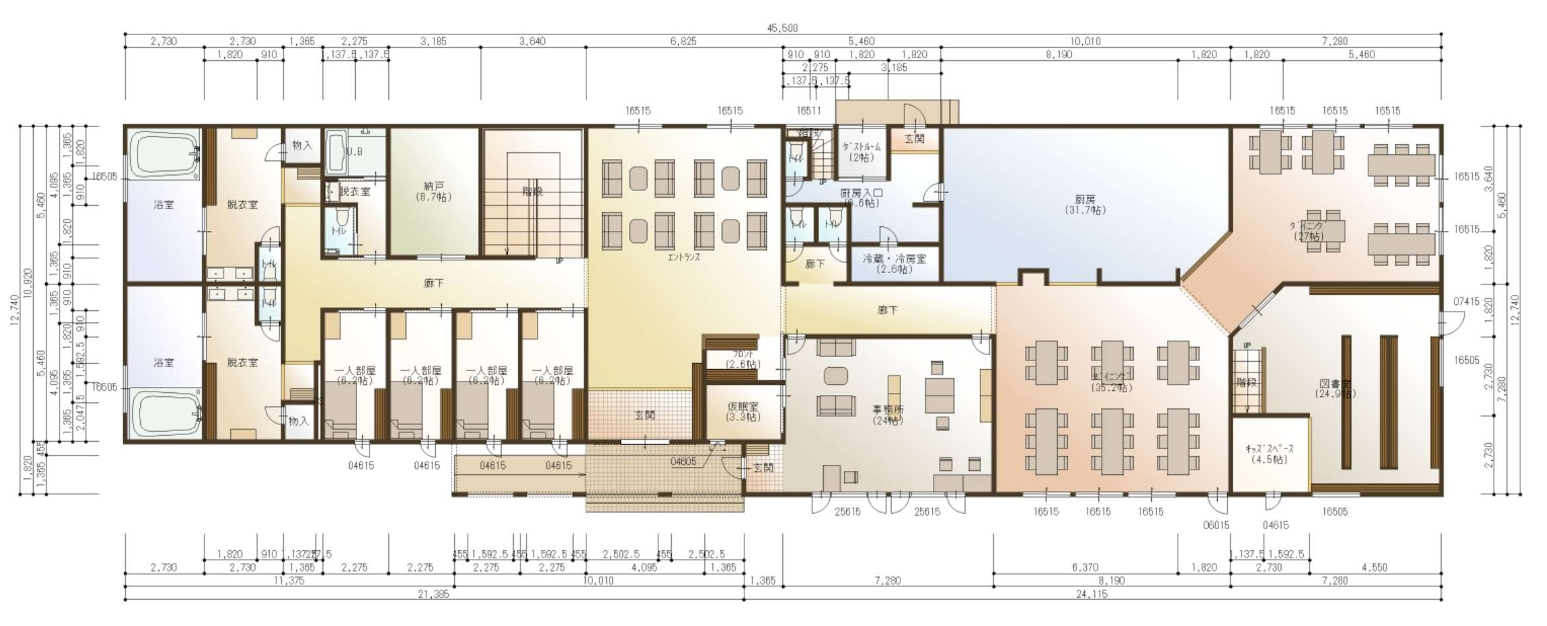 45,500
2,730 2,730 1,365 2,275 3,185 3,640 6,825 5,460 10,010 7,280
1,820 910 1,137.5 1,137.5 910 910 1,820 1,820 8,190 1,820 1,820 5,460
2,275 3,185
1,137.5 1,137.5
16515 16515 16511 16515 16515 16515
12,740
10,920
5,460
5,460
1,820
4,095
4,095
1,365
455
1,365
1,820
1,365
910
1,820
1,365
910
910
1,820
910
1,592.5
1,365
2,047.5
1,365
16505
16505
浴室
脱衣室
物入
U.B
脱衣室
トイレ
納戸
(8.7帖)
階段
UP
エントランス
トイレ
階段
UP
ダストルーム
(2帖)
玄関
厨房入口
(6.6帖)
トイレ
トイレ
冷蔵・冷房室
(2.6帖)
廊下
厨房
(31.7帖)
ダイニング
(27帖)
トイレ
トイレ
廊下
廊下
浴室
脱衣室
物入
一人部屋
(6.2帖)
一人部屋
(6.2帖)
一人部屋
(6.2帖)
一人部屋
(6.2帖)
玄関
フロント
(2.6帖)
仮眠室
(3.3帖)
玄関
事務所
(24帖)
ダイニング
(35.2帖)
UP
階段
図書室
(24.9帖)
キッズスペース
(4.5帖)
16515
16515
07415
16505
3,640
1,820
1,820
2,730
2,730
5,460
7,280
12,740
04615 04615 04615 04615 04605
25615 25615 16515 16515 16515 06015 04615 16505
1,820 910 455 1,592.5 455 1,592.5 455 2,502.5 455 2,502.5 1,137.5 1,592.5
2,730 2,730 1,365 2,275 2,275 2,275 2,275 4,095 1,365 6,370 1,820 2,730 4,550
11,375 10,010 1,365 7,280 8,190 7,280
21,385 24,115